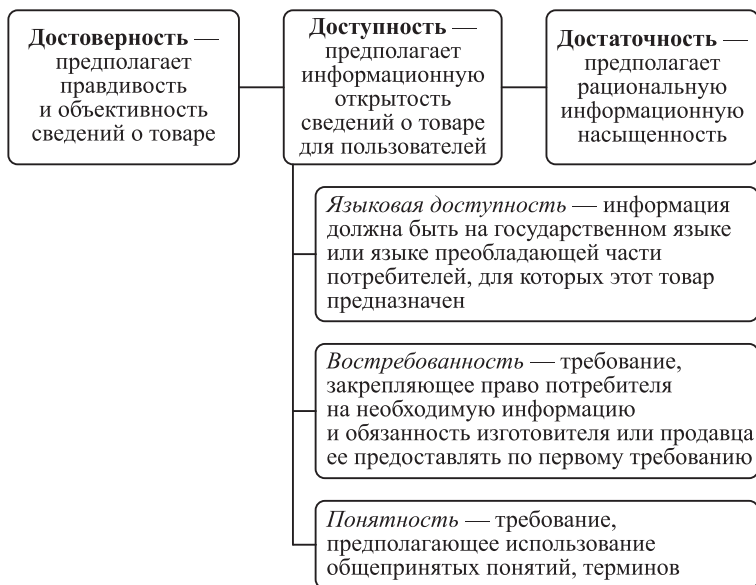 Достоверность —
предполагает
правдивость
и объективность
сведений о товаре
Доступность —
предполагает
информационную
открытость
сведений о товаре
для пользователей
Достаточность —
предполагает
рациональную
информационную
насыщенность
Языковая доступность — информация
должна быть на государственном языке
или языке преобладающей части
потребителей, для которых этот товар
предназначен
Востребованность — требование,
закрепляющее право потребителя
на необходимую информацию
и обязанность изготовителя или продавца
ее предоставлять по первому требованию
Понятность — требование,
предполагающее использование
общепринятых понятий, терминов